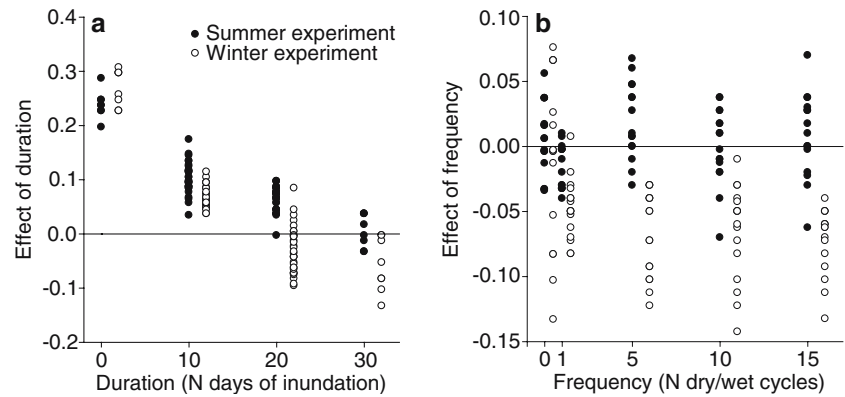 a
Summer experiment
Winter experiment
Effect of duration
0.4
0.3
0.2
0.1
0.0
-0.1
-0.2
0 10 20 30
Duration (N days of inundation)
b
Effect of frequency
0.10
0.05
0.00
-0.05
-0.10
-0.15
0 1 5 10 15
Frequency (N dry/wet cycles)